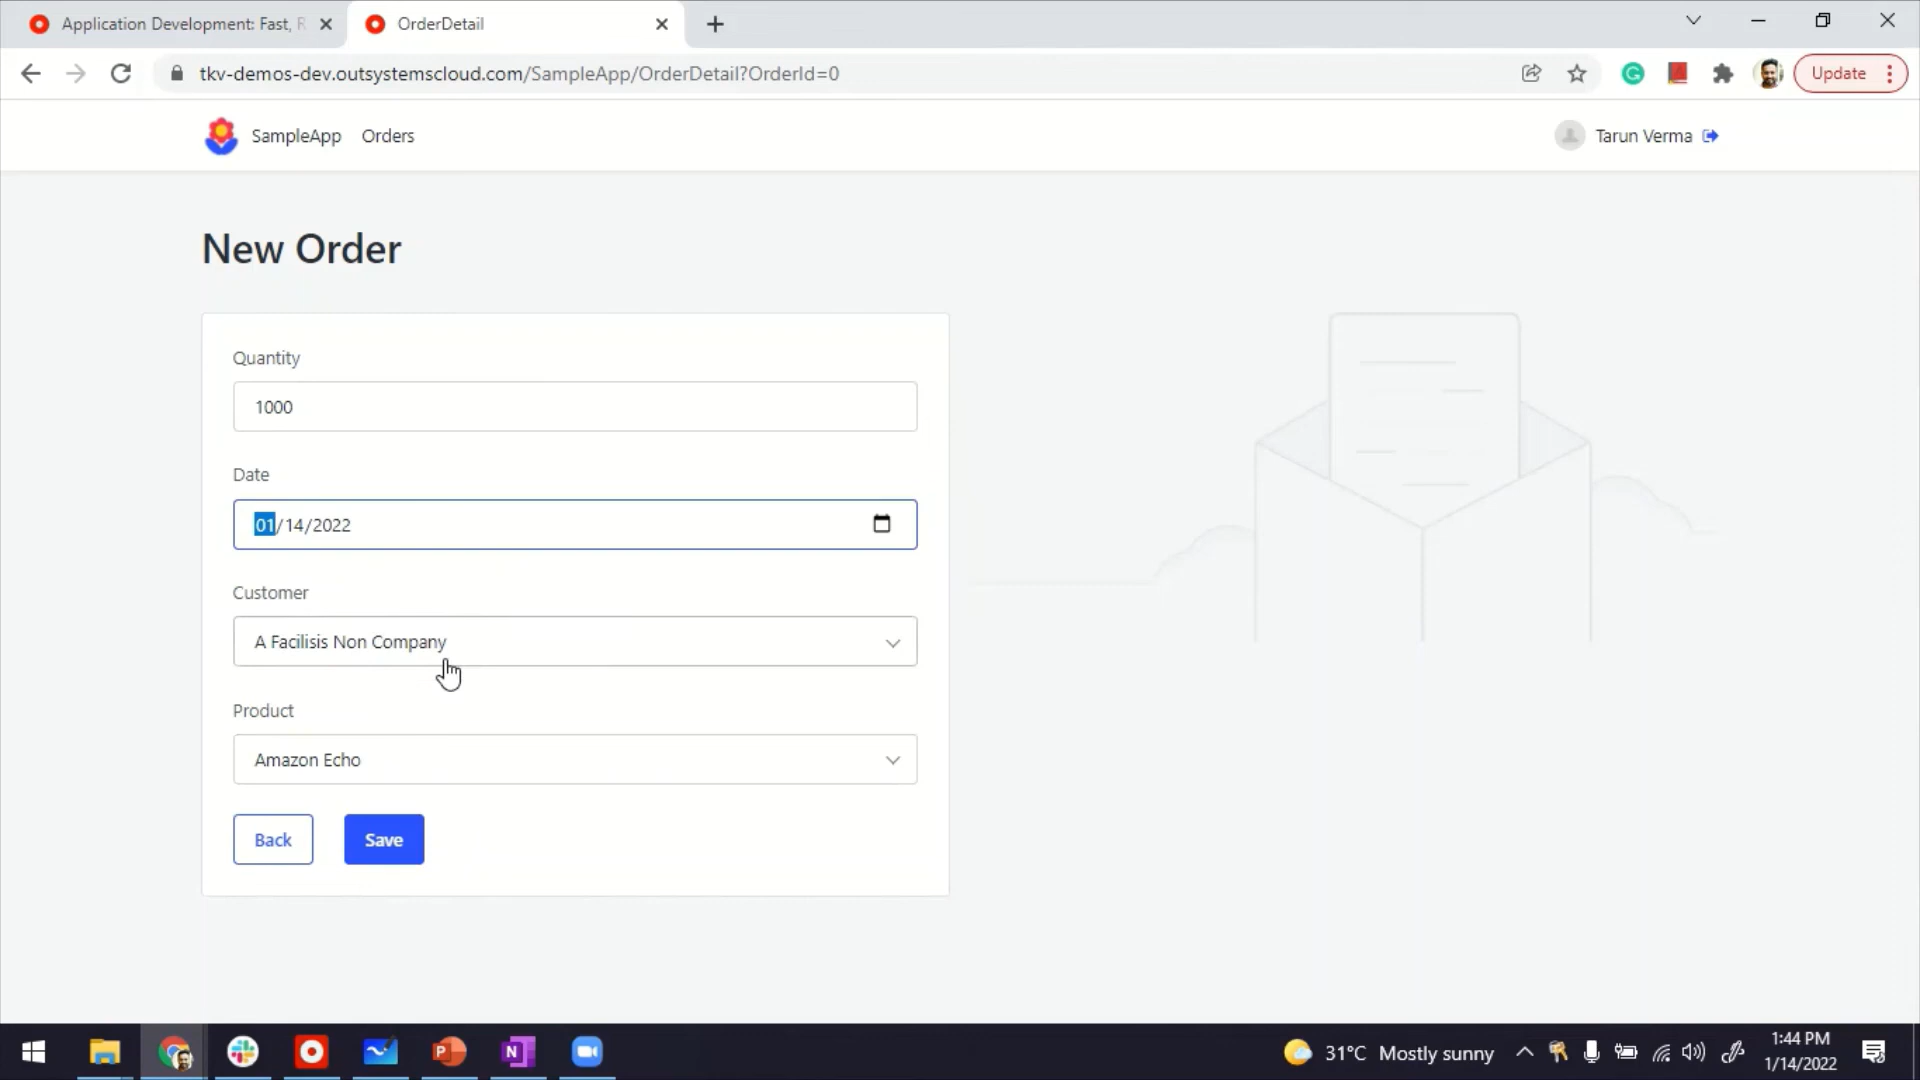 Application Development: Fast, R
OrderDetail
tkv-demos-dev.outsystemscloud.com/SampleApp/OrderDetail?OrderId=0
Update
SampleApp Orders
Tarun Verma
New Order
Quantity
1000
Date
01/14/2022
Customer
A Facilisis Non Company
Product
Amazon Echo
Back
Save
31°C Mostly sunny
1:44 PM
1/14/2022